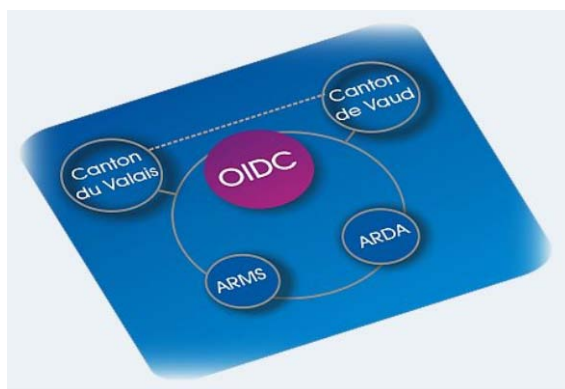 Canton
de Vaud
Canton
du Valais
OIDC
ARDA
ARMS